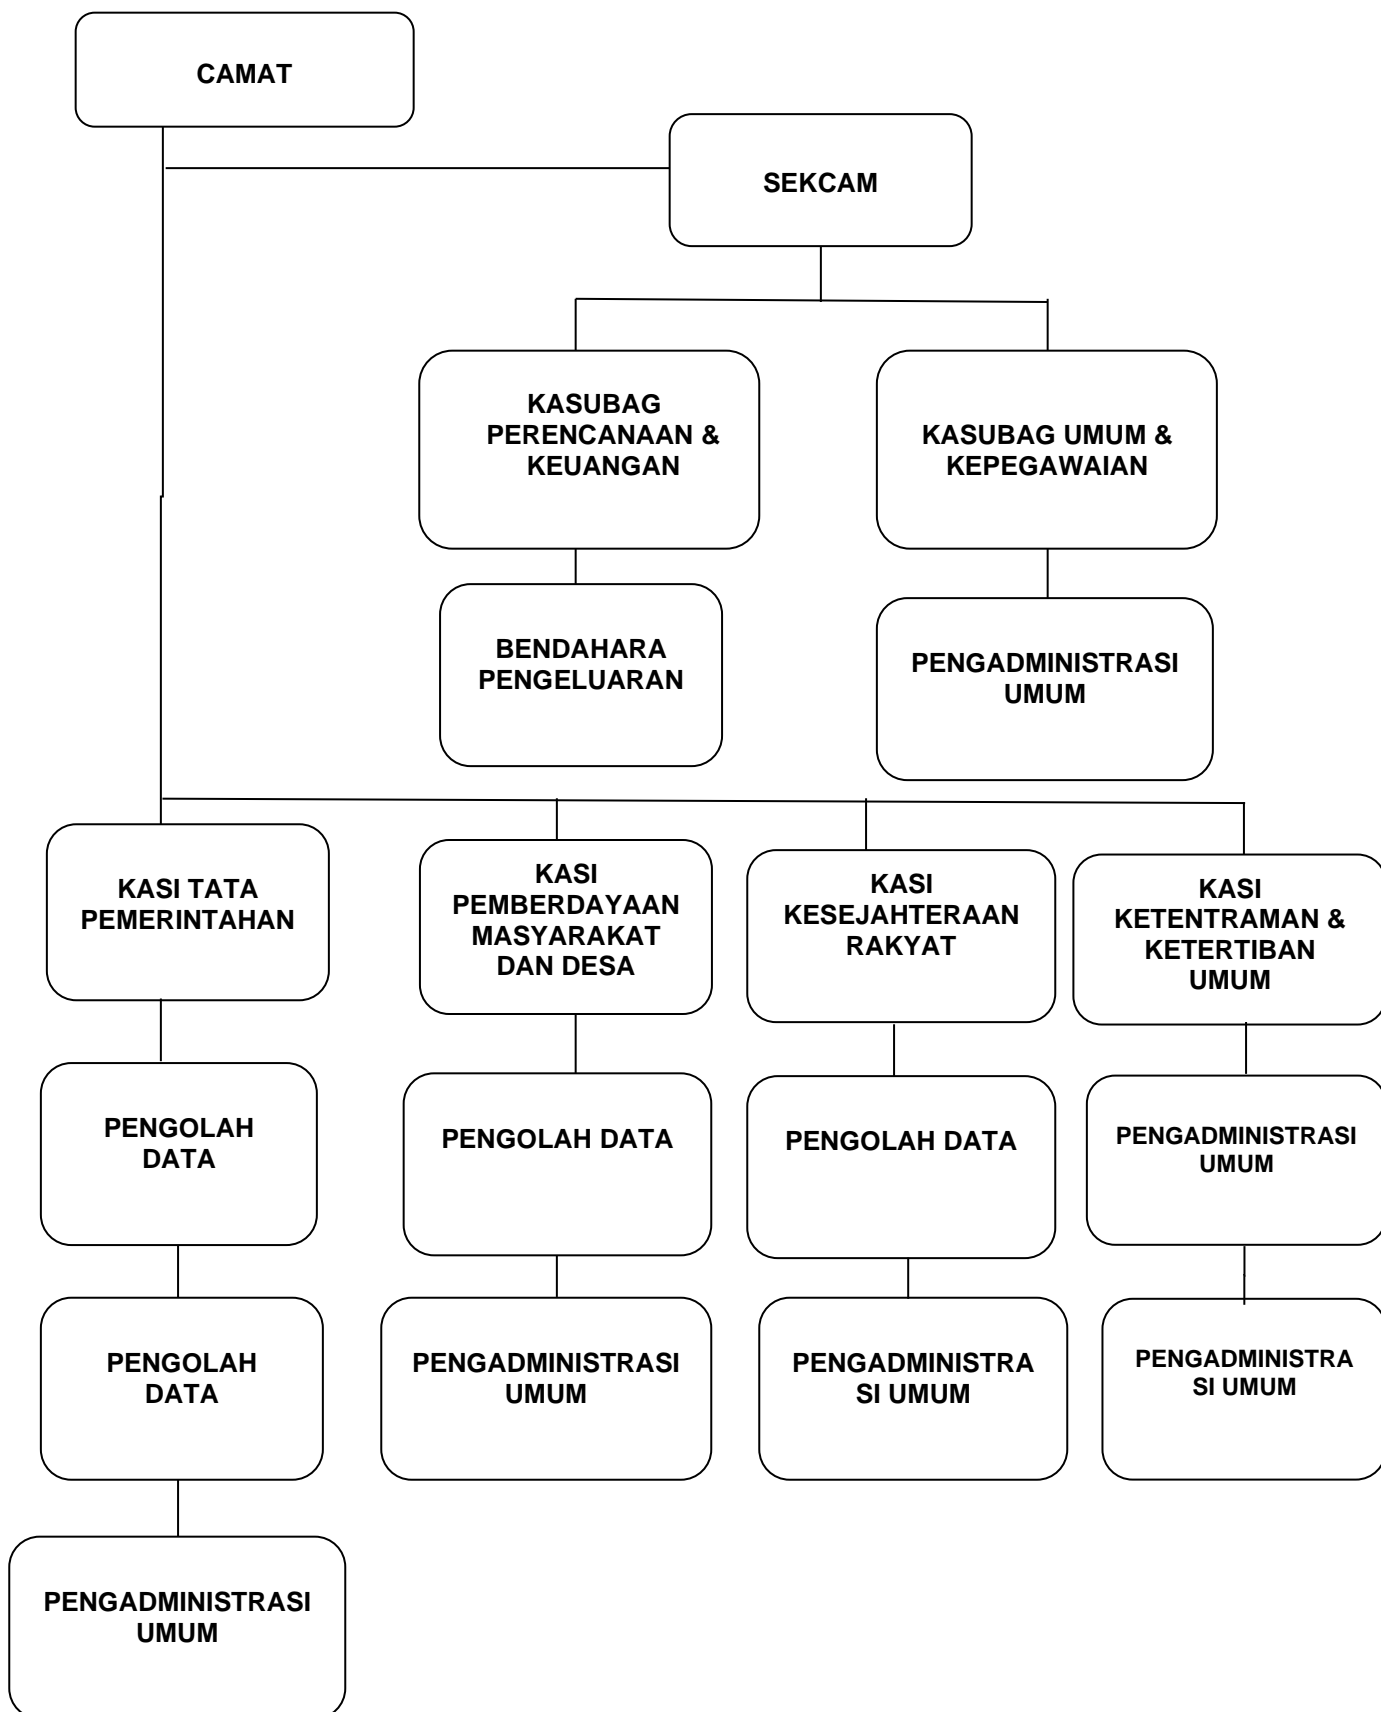 CAMAT
SEKCAM
KASUBAG
PERENCANAAN &
KEUANGAN
KASUBAG UMUM &
KEPEGAWAIAN
BENDAHARA
PENGELUARAN
PENGADMINISTRASI
UMUM
KASI TATA
PEMERINTAHAN
KASI
PEMBERDAYAAN
MASYARAKAT
DAN DESA
KASI
KESEJAHTERAAN
RAKYAT
KASI
KETENTRAMAN &
KETERTIBAN
UMUM
PENGOLAH
DATA
PENGOLAH DATA
PENGOLAH DATA
PENGADMINISTRASI
UMUM
PENGOLAH
DATA
PENGADMINISTRASI
UMUM
PENGADMINISTRA
SI UMUM
PENGADMINISTRA
SI UMUM
PENGADMINISTRASI
UMUM